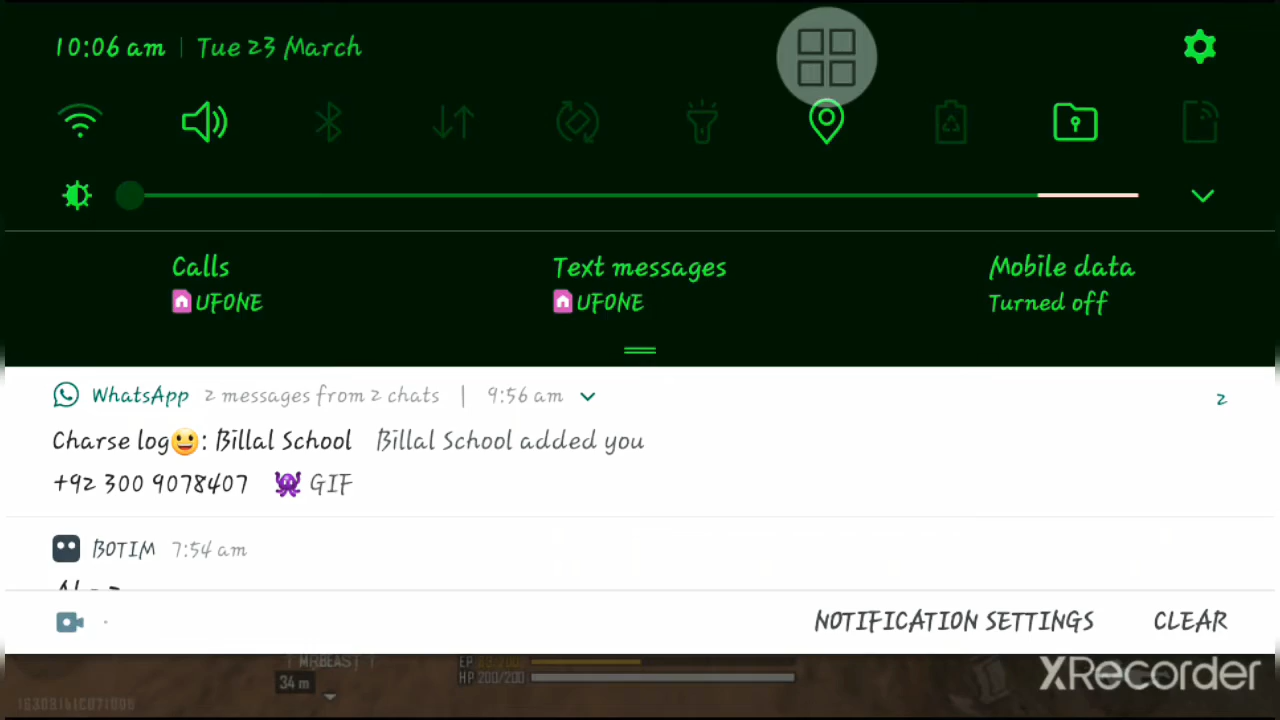 10:06 am | Tue 23 March
Calls
UFONE
Text messages
UFONE
Mobile data
Turned off
WhatsApp 2 messages from 2 chats | 9:56 am
2
Charse log😃: Billal School Billal School added you
+92 300 9078407 🐙 GIF
BOTIM 7:54 am
NOTIFICATION SETTINGS
CLEAR
MRBEAST
34 m
EP
HP 200/200
XRecorder